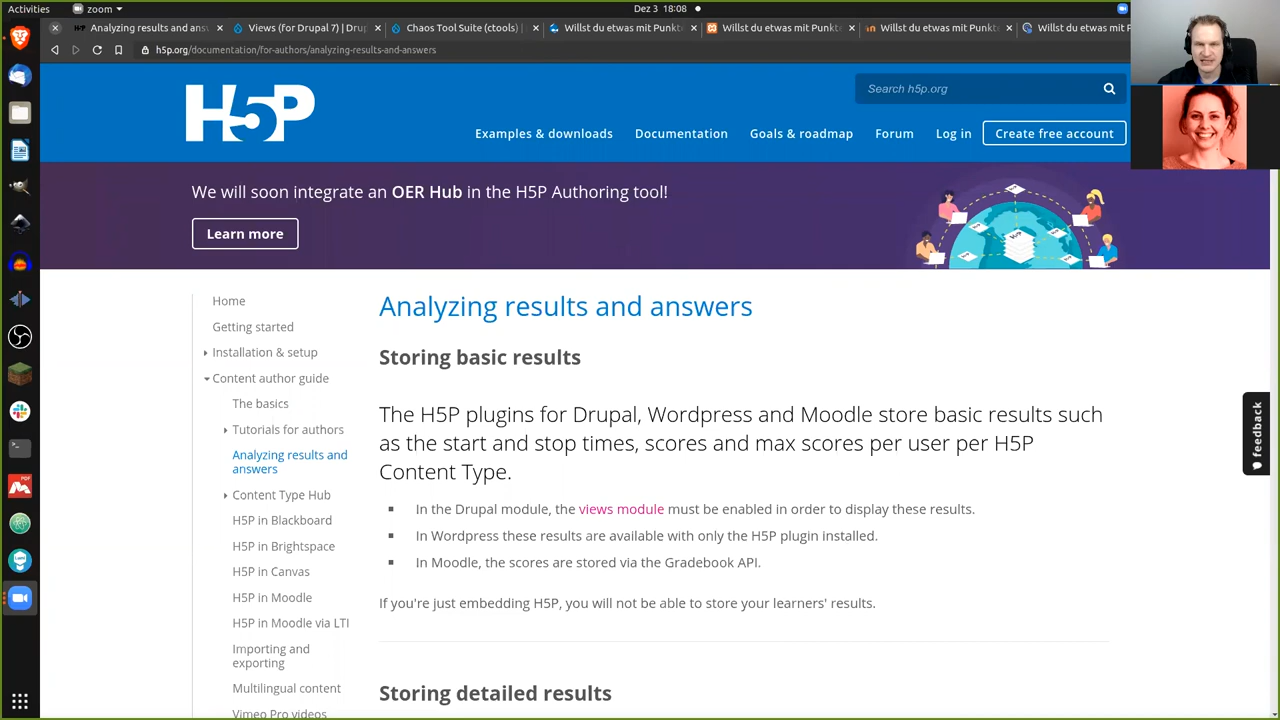 Activities
zoom
Dez 3 18:08
Analyzing results and ansv
Views (For Drupal 7) | Dru
Chaos Tool Suite (ctools) |
Willst du etwas mit Punkte
Willst du etwas mit Punkte
Willst du etwas mit Punkte
Willst du etwas mit P
h5p.org/documentation/for-authors/analyzing-results-and-answers
H5P
Search h5p.org
Examples & downloads
Documentation
Goals & roadmap
Forum
Log in
Create free account
We will soon integrate an OER Hub in the H5P Authoring tool!
Learn more
Home
Getting started
Installation & setup
Content author guide
The basics
Tutorials for authors
Analyzing results and
answers
Content Type Hub
H5P in Blackboard
H5P in Brightspace
H5P in Canvas
H5P in Moodle
H5P in Moodle via LTI
Importing and
exporting
Multilingual content
Vimeo Pro videos
Analyzing results and answers
Storing basic results
The H5P plugins for Drupal, Wordpress and Moodle store basic results such
as the start and stop times, scores and max scores per user per H5P
Content Type.
In the Drupal module, the views module must be enabled in order to display these results.
In Wordpress these results are available with only the H5P plugin installed.
In Moodle, the scores are stored via the Gradebook API.
If you're just embedding H5P, you will not be able to store your learners' results.
Storing detailed results
feedback